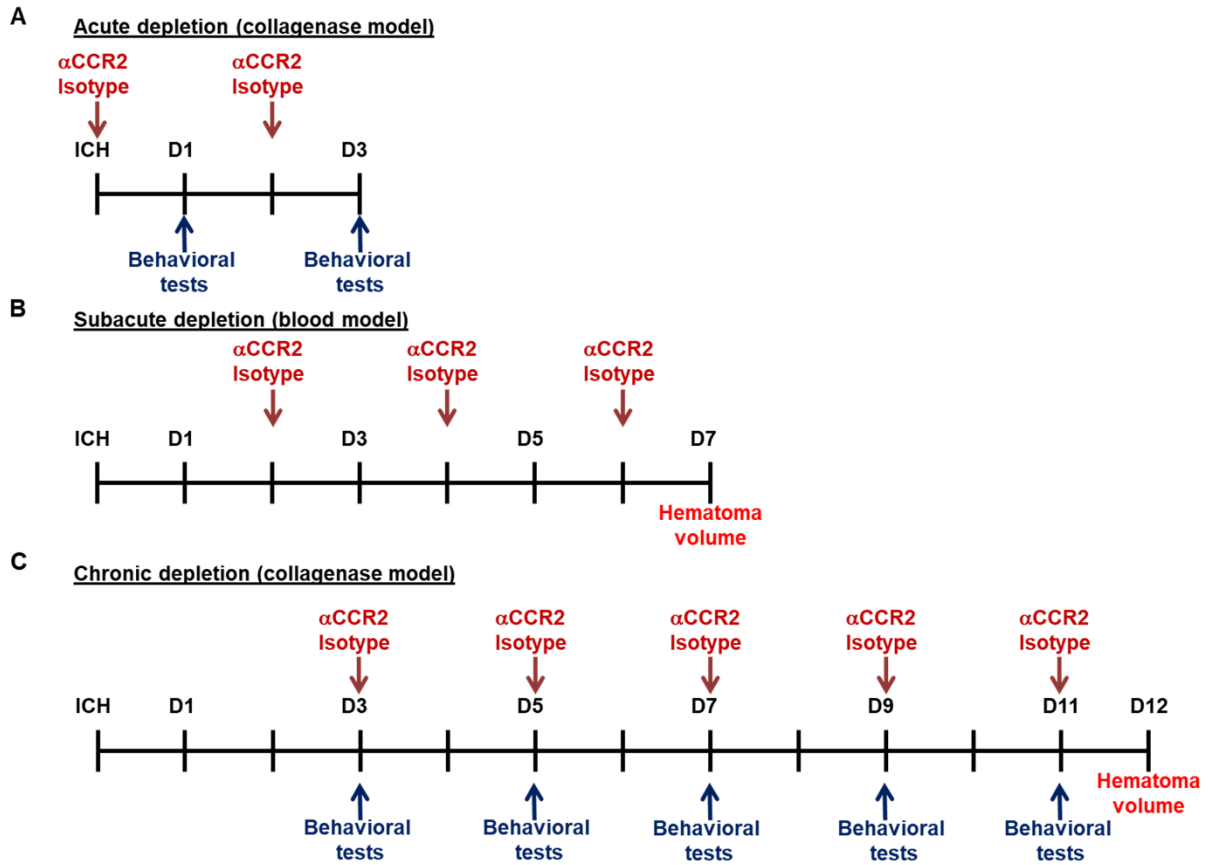 A
Acute depletion (collagenase model)
αCCR2 αCCR2
Isotype Isotype
ICH D1 D3
Behavioral Behavioral
tests tests
B
Subacute depletion (blood model)
αCCR2 αCCR2 αCCR2
Isotype Isotype Isotype
ICH D1 D3 D5 D7
Hematoma
volume
C
Chronic depletion (collagenase model)
αCCR2 αCCR2 αCCR2 αCCR2 αCCR2
Isotype Isotype Isotype Isotype Isotype
ICH D1 D3 D5 D7 D9 D11 D12
Hematoma
volume
Behavioral Behavioral Behavioral Behavioral Behavioral
tests tests tests tests tests